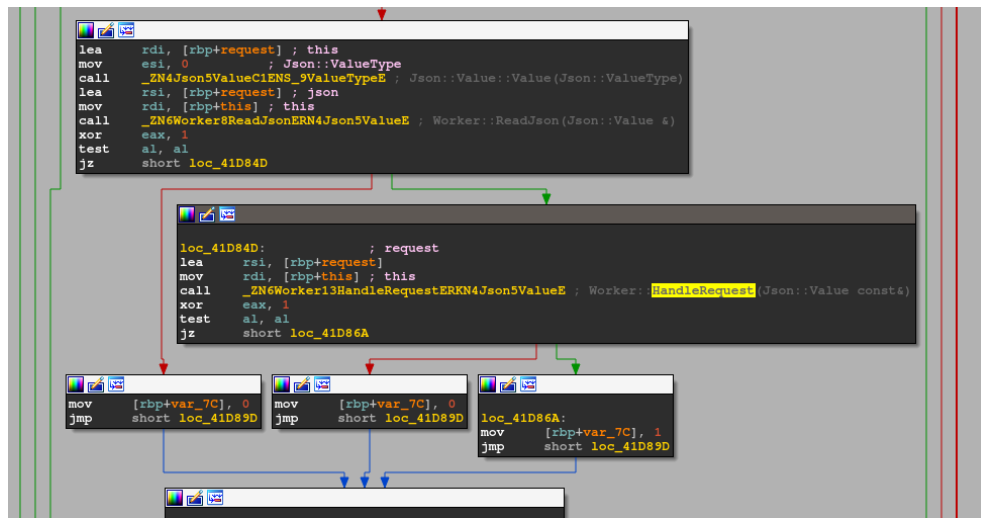 lea rdi, [rbp+request] ; this
mov esi, 0 ; Json::ValueType
call _ZN4Json5ValueC1ENS_9ValueTypeE ; Json::Value::Value(Json::ValueType)
lea rsi, [rbp+request] ; json
mov rdi, [rbp+this] ; this
call _ZN6Worker8ReadJsonERN4Json5ValueE ; Worker::ReadJson(Json::Value &)
xor eax, 1
test al, al
jz short loc_41D84D
loc_41D84D: ; request
lea rsi, [rbp+request]
mov rdi, [rbp+this] ; this
call _ZN6Worker13HandleRequestERKN4Json5ValueE ; Worker::HandleRequest(Json::Value const&)
xor eax, 1
test al, al
jz short loc_41D86A
mov [rbp+var_7C], 0
jmp short loc_41D89D
mov [rbp+var_7C], 0
jmp short loc_41D89D
loc_41D86A:
mov [rbp+var_7C], 1
jmp short loc_41D89D